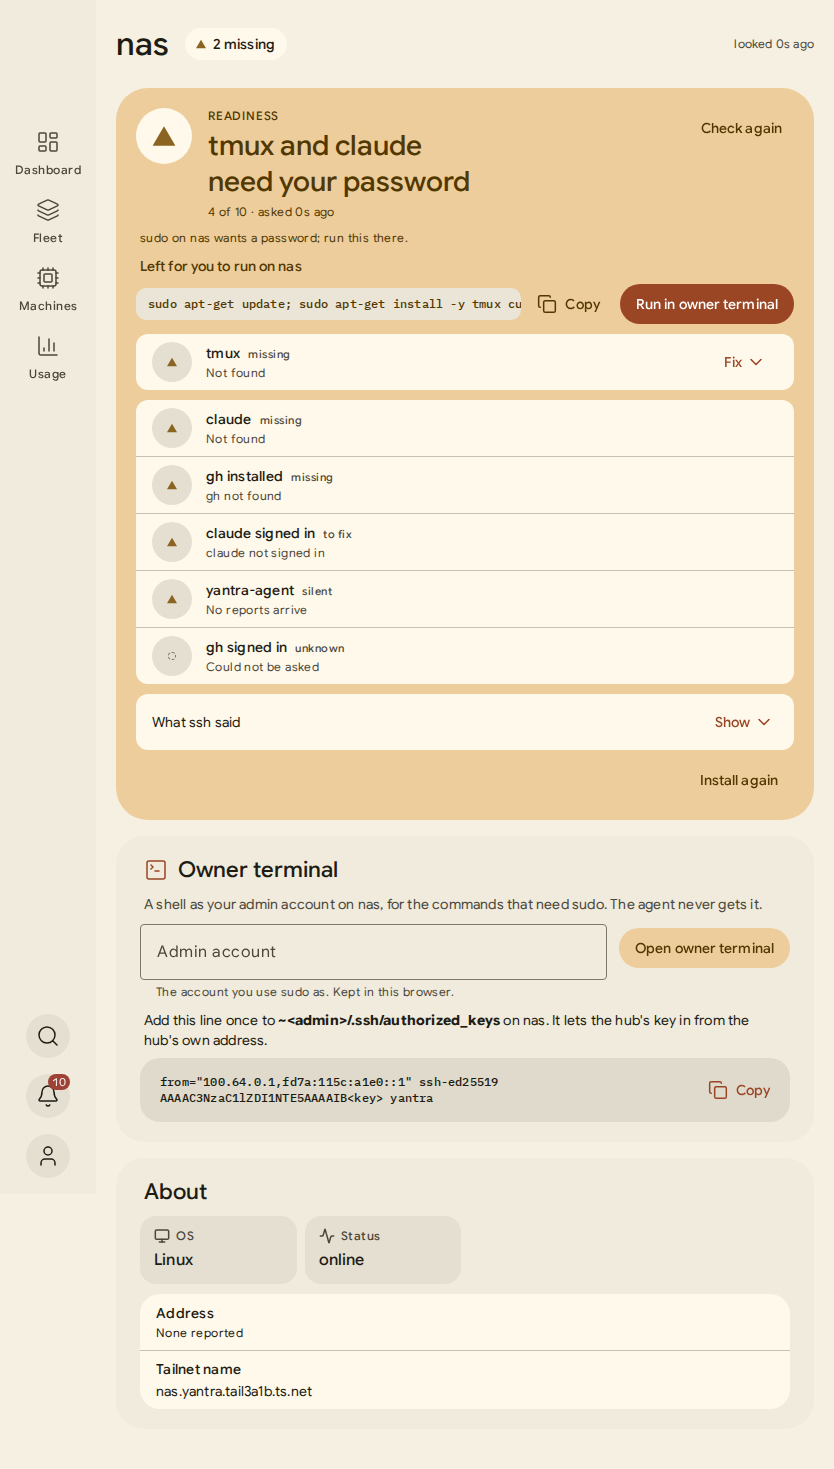 nas
2 missing
looked 0s ago
Dashboard
Fleet
Machines
Usage
10
READINESS
tmux and claude
need your password
4 of 10 · asked 0s ago
Check again
sudo on nas wants a password; run this there.
Left for you to run on nas
sudo apt-get update; sudo apt-get install -y tmux cu
Copy
Run in owner terminal
tmux missing
Not found
Fix
claude missing
Not found
gh installed missing
gh not found
claude signed in to fix
claude not signed in
yantra-agent silent
No reports arrive
gh signed in unknown
Could not be asked
What ssh said
Show
Install again
Owner terminal
A shell as your admin account on nas, for the commands that need sudo. The agent never gets it.
Admin account
Open owner terminal
The account you use sudo as. Kept in this browser.
Add this line once to ~<admin>/.ssh/authorized_keys on nas. It lets the hub's key in from the
hub's own address.
from="100.64.0.1,fd7a:115c:a1e0::1" ssh-ed25519
AAAAC3NzaC1lZDI1NTE5AAAAIB<key> yantra
Copy
About
OS
Linux
Status
online
Address
None reported
Tailnet name
nas.yantra.tail3a1b.ts.net